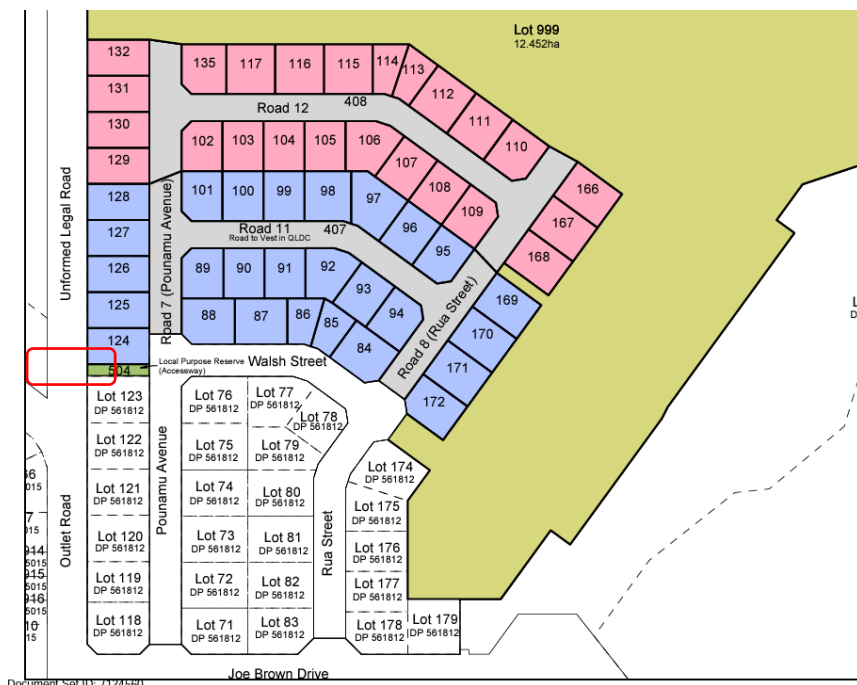 Lot 999
12.452ha
132
135
117
116
115
114
113
112
111
110
131
130
129
Road 12
408
102
103
104
105
106
107
108
109
166
167
168
Unformed Legal Road
128
127
126
125
124
Road 7 (Pounamu Avenue)
101
100
99
98
97
96
95
Road 11
407
Road to Vest in QLDC
89
90
91
92
93
94
88
87
86
85
84
Road 8 (Rua Street)
169
170
171
172
504
Local Purpose Reserve
(Accessway)
Walsh Street
Lot 123
DP 561812
Lot 76
DP 561812
Lot 77
DP 561812
Lot 78
DP 561812
Lot 122
DP 561812
Lot 75
DP 561812
Lot 79
DP 561812
Lot 174
DP 561812
Lot 121
DP 561812
Lot 74
DP 561812
Lot 80
DP 561812
Lot 175
DP 561812
Lot 120
DP 561812
Lot 73
DP 561812
Lot 81
DP 561812
Lot 176
DP 561812
Lot 119
DP 561812
Lot 72
DP 561812
Lot 82
DP 561812
Lot 177
DP 561812
Lot 118
DP 561812
Lot 71
DP 561812
Lot 83
DP 561812
Lot 178
DP 561812
Lot 179
DP 561812
Outlet Road
Pounamu Avenue
Rua Street
5015
5015
5015
5015
Joe Brown Drive
Document Set ID: 7124560